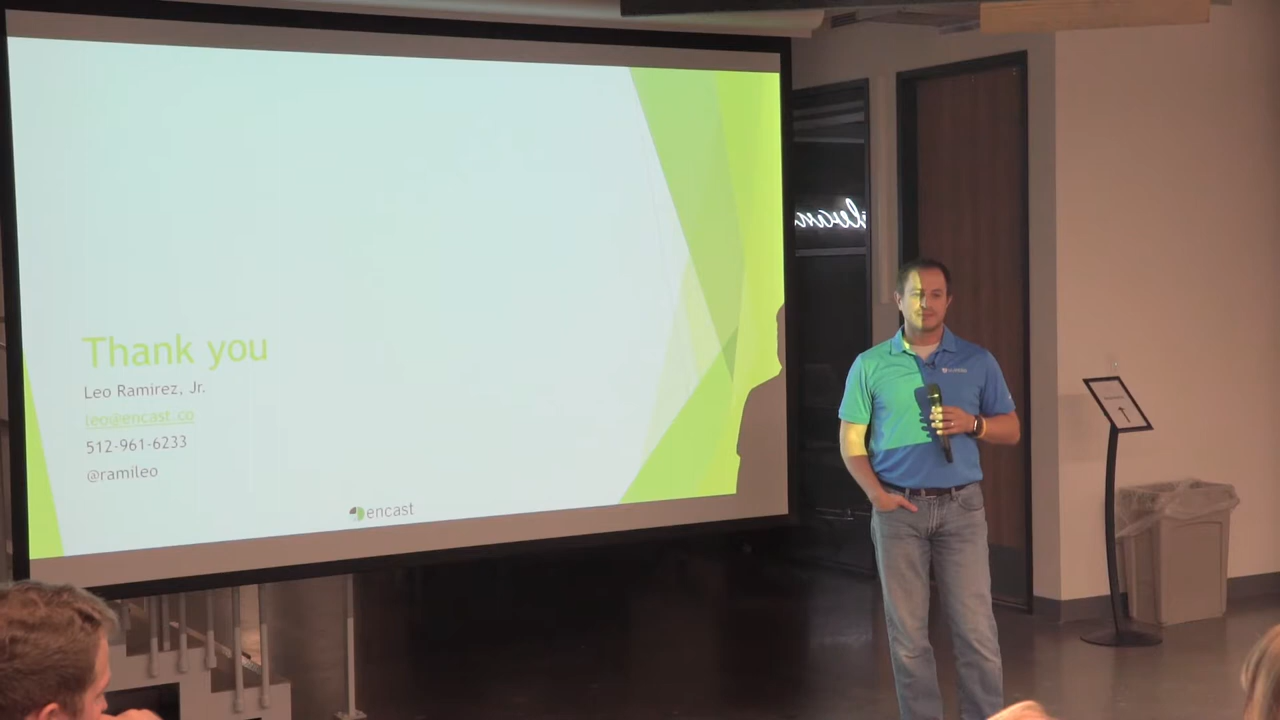 Thank you
Leo Ramirez, Jr.
leo@encast.co
512-961-6233
@ramileo
encast